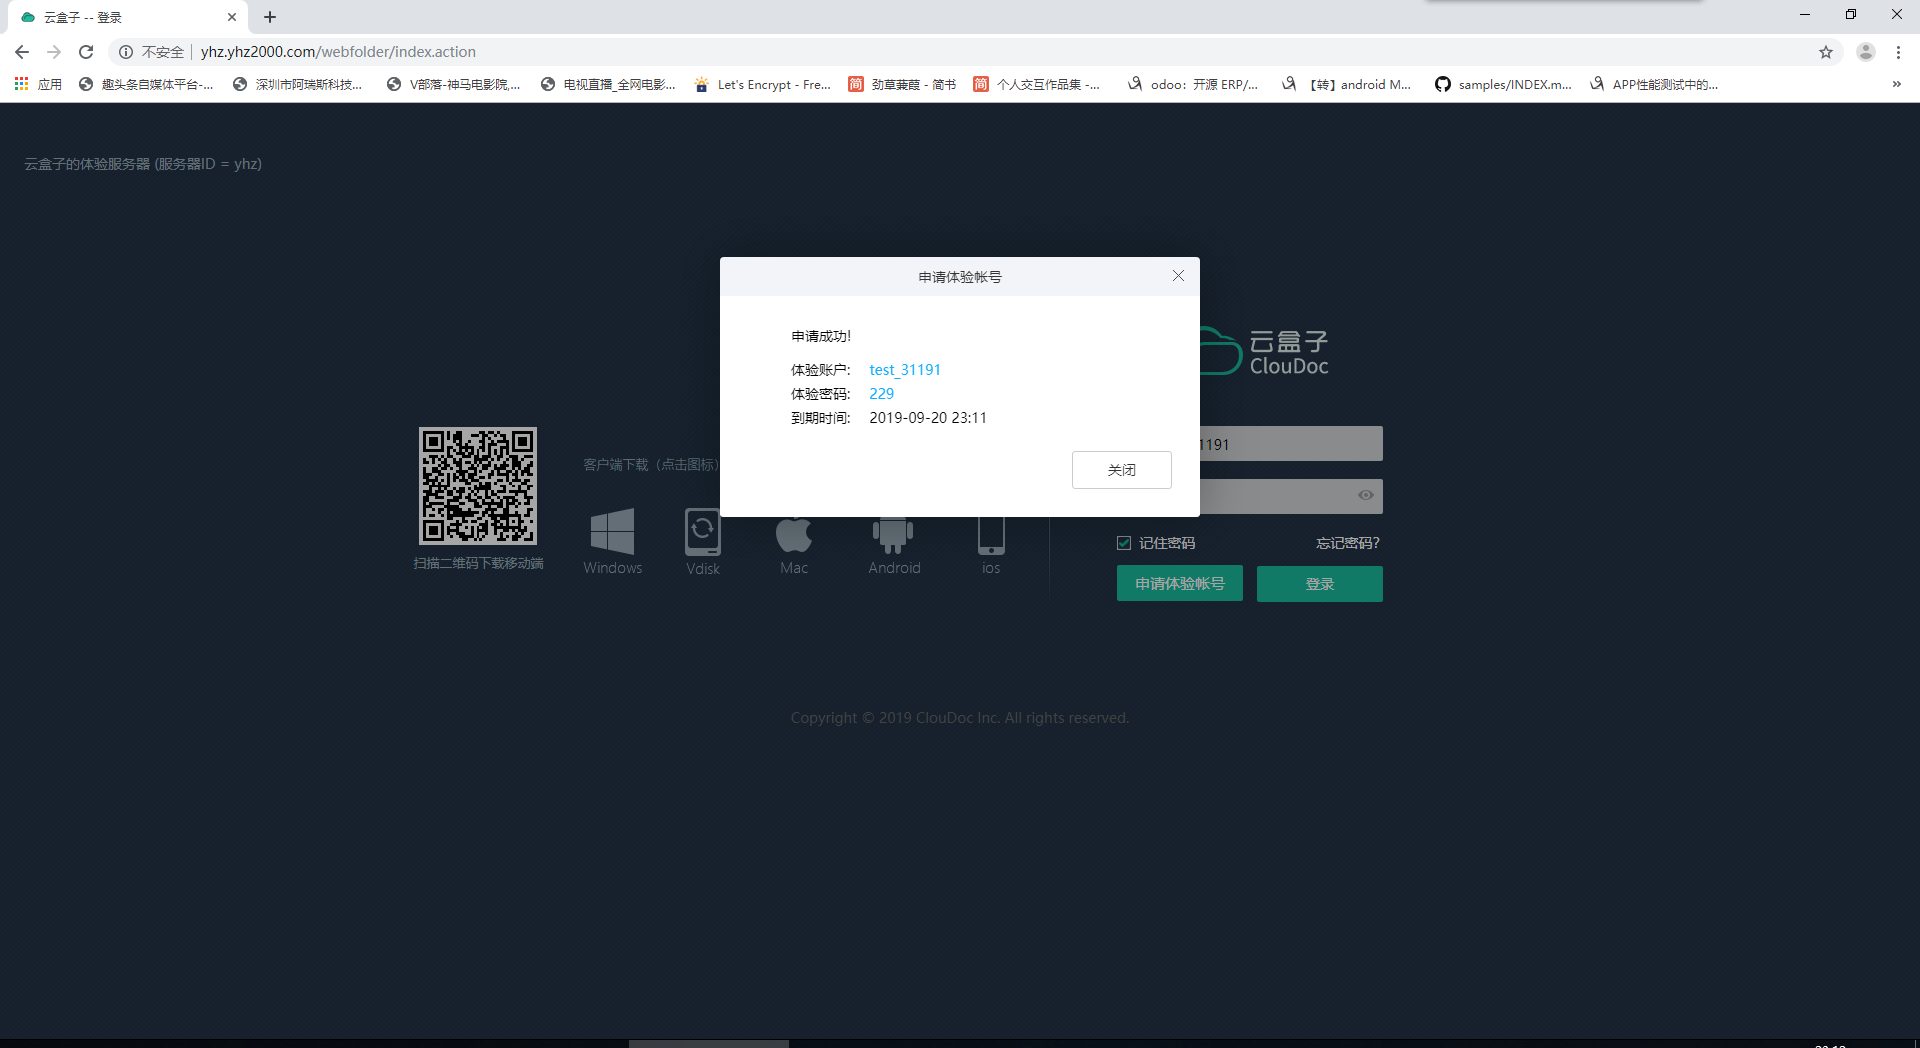 云盒子 -- 登录
不安全 yhz.yhz2000.com/webfolder/index.action
应用 趣头条自媒体平台-... 深圳市阿瑞斯科技... V部落-神马电影院,... 电视直播_全网电影... Let's Encrypt - Fre... 简 劲草蒹葭 - 简书 简 个人交互作品集 -... odoo：开源 ERP/... 【转】android M... samples/INDEX.m... APP性能测试中的... »
云盒子的体验服务器 (服务器ID = yhz)
申请体验帐号
申请成功!
体验账户: test_31191
体验密码: 229
到期时间: 2019-09-20 23:11
关闭
云盒子
ClouDoc
1191
客户端下载（点击图标）
扫描二维码下载移动端
Windows Vdisk Mac Android ios
记住密码 忘记密码?
申请体验帐号 登录
Copyright © 2019 ClouDoc Inc. All rights reserved.